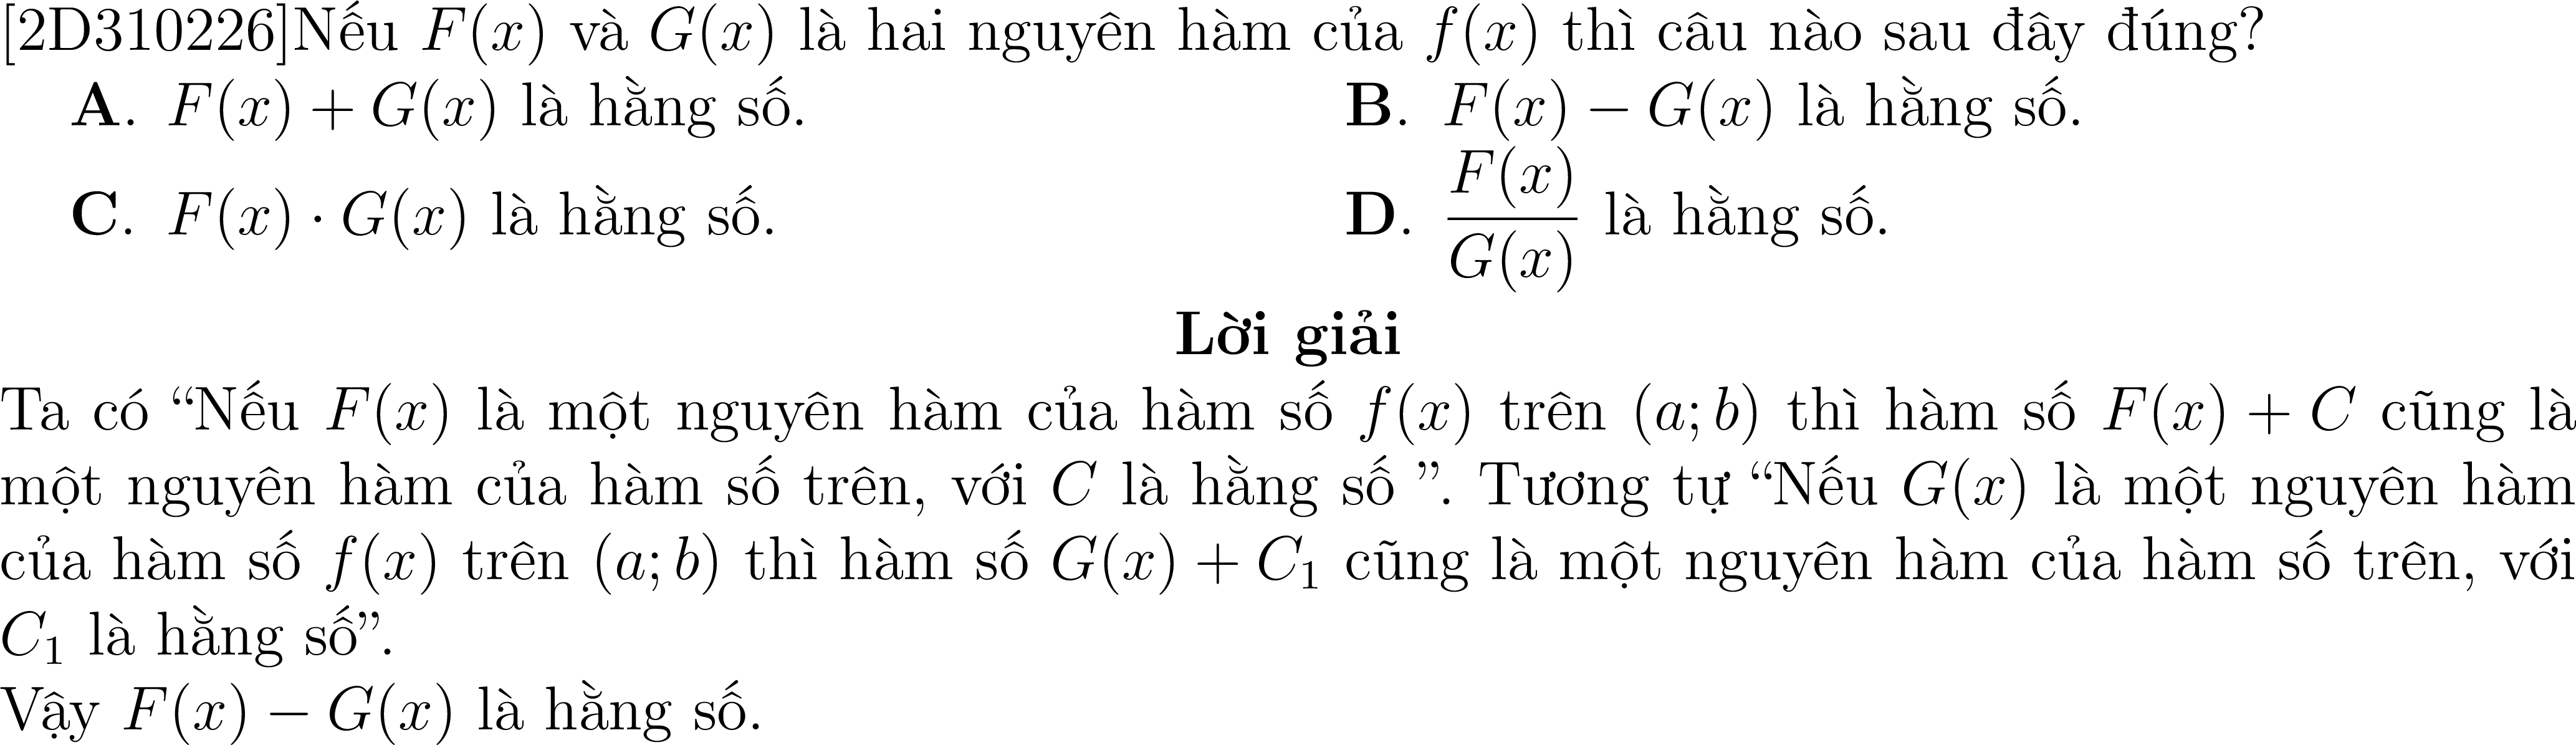 [2D310226]Nếu F(x) và G(x) là hai nguyên hàm của f(x) thì câu nào sau đây đúng?
A. F(x) + G(x) là hằng số. B. F(x) − G(x) là hằng số.
C. F(x) · G(x) là hằng số. D. F(x)/G(x) là hằng số.
Lời giải
Ta có “Nếu F(x) là một nguyên hàm của hàm số f(x) trên (a; b) thì hàm số F(x) + C cũng là
một nguyên hàm của hàm số trên, với C là hằng số ”. Tương tự “Nếu G(x) là một nguyên hàm
của hàm số f(x) trên (a; b) thì hàm số G(x) + C₁ cũng là một nguyên hàm của hàm số trên, với
C₁ là hằng số”.
Vậy F(x) − G(x) là hằng số.